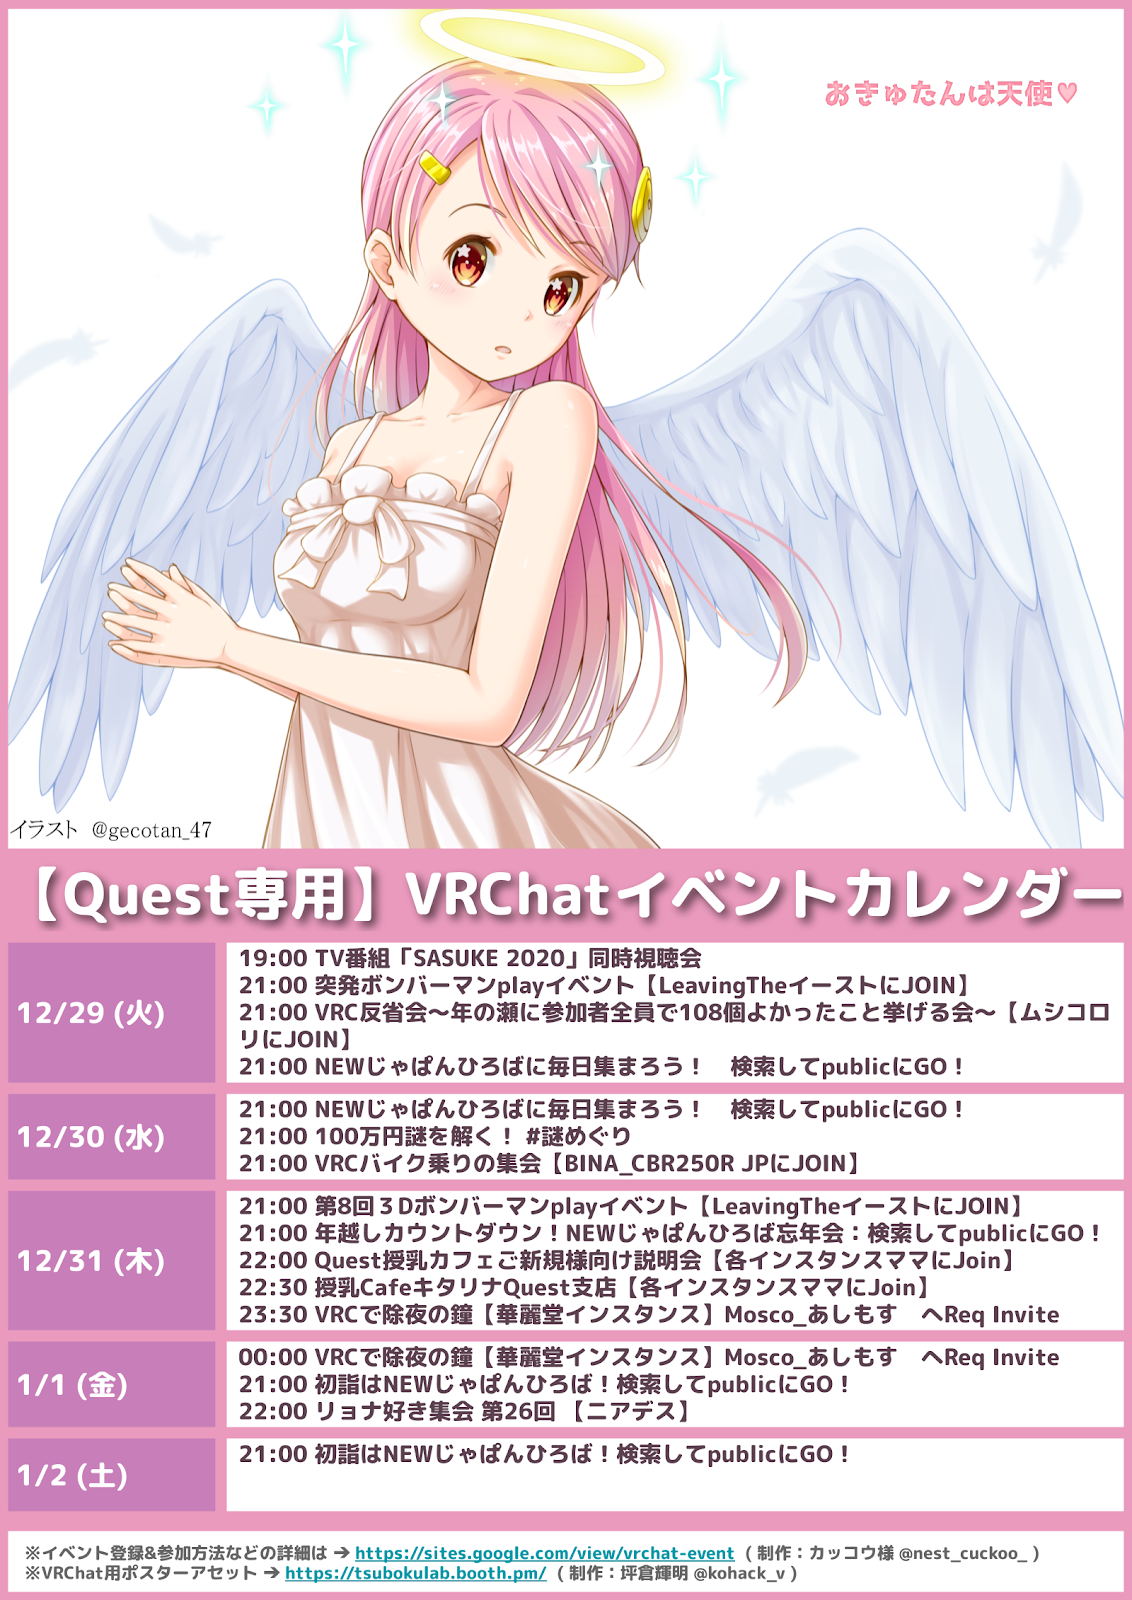 おきゅたんは天使♥
イラスト @gecotan_47
【Quest専用】VRChatイベントカレンダー
12/29 (火)
19:00 TV番組「SASUKE 2020」同時視聴会
21:00 突発ボンバーマンplayイベント【LeavingTheイーストにJOIN】
21:00 VRC反省会～年の瀬に参加者全員で108個よかったこと挙げる会～【ムシコロ
リにJOIN】
21:00 NEWじゃぱんひろばに毎日集まろう！　検索してpublicにGO！
12/30 (水)
21:00 NEWじゃぱんひろばに毎日集まろう！　検索してpublicにGO！
21:00 100万円謎を解く！ #謎めぐり
21:00 VRCバイク乗りの集会【BINA_CBR250R JPにJOIN】
12/31 (木)
21:00 第8回３Dボンバーマンplayイベント【LeavingTheイーストにJOIN】
21:00 年越しカウントダウン！NEWじゃぱんひろば忘年会：検索してpublicにGO！
22:00 Quest授乳カフェご新規様向け説明会【各インスタンスママにJoin】
22:30 授乳CafeキタリナQuest支店【各インスタンスママにJoin】
23:30 VRCで除夜の鐘【華麗堂インスタンス】Mosco_あしもす　へReq Invite
1/1 (金)
00:00 VRCで除夜の鐘【華麗堂インスタンス】Mosco_あしもす　へReq Invite
21:00 初詣はNEWじゃぱんひろば！検索してpublicにGO！
22:00 リョナ好き集会 第26回 【ニアデス】
1/2 (土)
21:00 初詣はNEWじゃぱんひろば！検索してpublicにGO！
※イベント登録&参加方法などの詳細は → https://sites.google.com/view/vrchat-event （制作：カッコウ様 @nest_cuckoo_ ）
※VRChat用ポスターアセット → https://tsubokulab.booth.pm/ （制作：坪倉輝明 @kohack_v ）